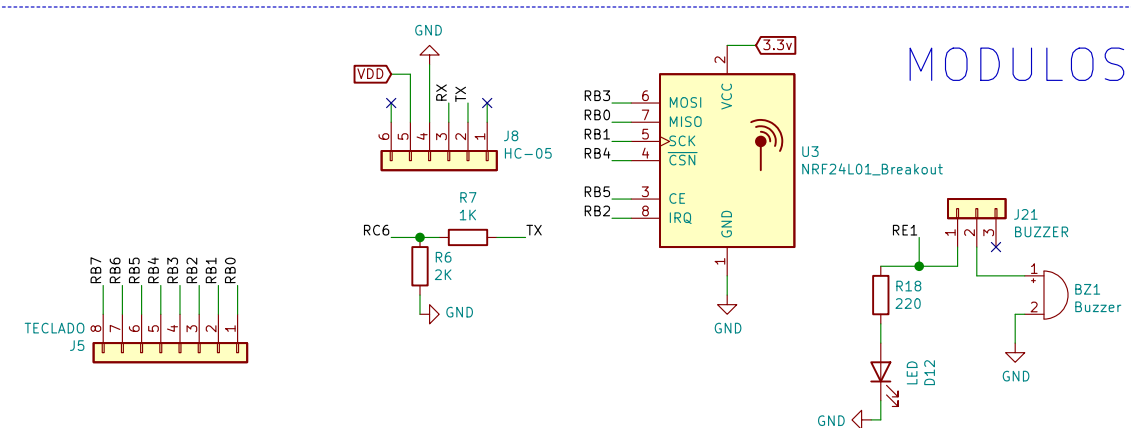 MODULOS
GND
VDD
RX
TX
6
5
4
3
2
1
J8
HC-05
R7
1K
RC6
TX
R6
2K
GND
RB7
RB6
RB5
RB4
RB3
RB2
RB1
RB0
TECLADO
J5
8
7
6
5
4
3
2
1
3.3v
2
VCC
RB3 6 MOSI
RB0 7 MISO
RB1 5 SCK
RB4 4 CSN
RB5 3 CE
RB2 8 IRQ
GND
1
GND
U3
NRF24L01_Breakout
J21
BUZZER
1
2
3
RE1
R18
220
LED
D12
GND
1
+
2
BZ1
Buzzer
GND